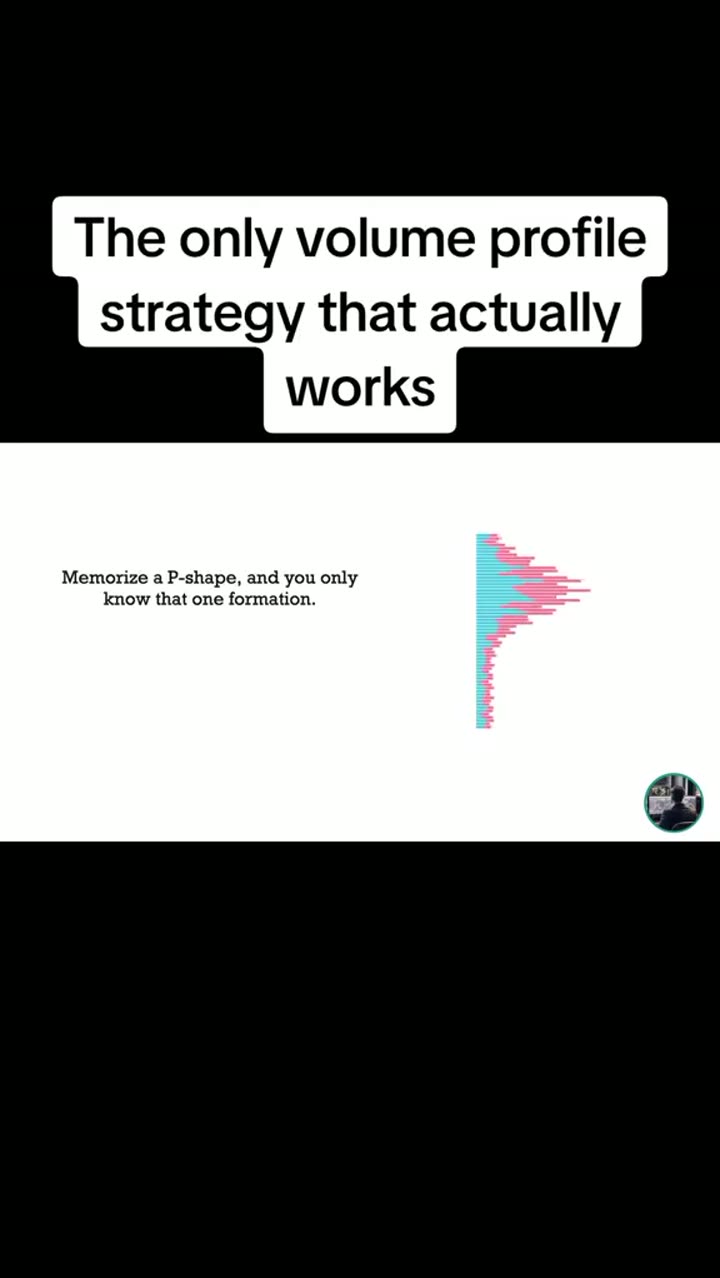 The only volume profile
strategy that actually
works
Memorize a P-shape, and you only
know that one formation.